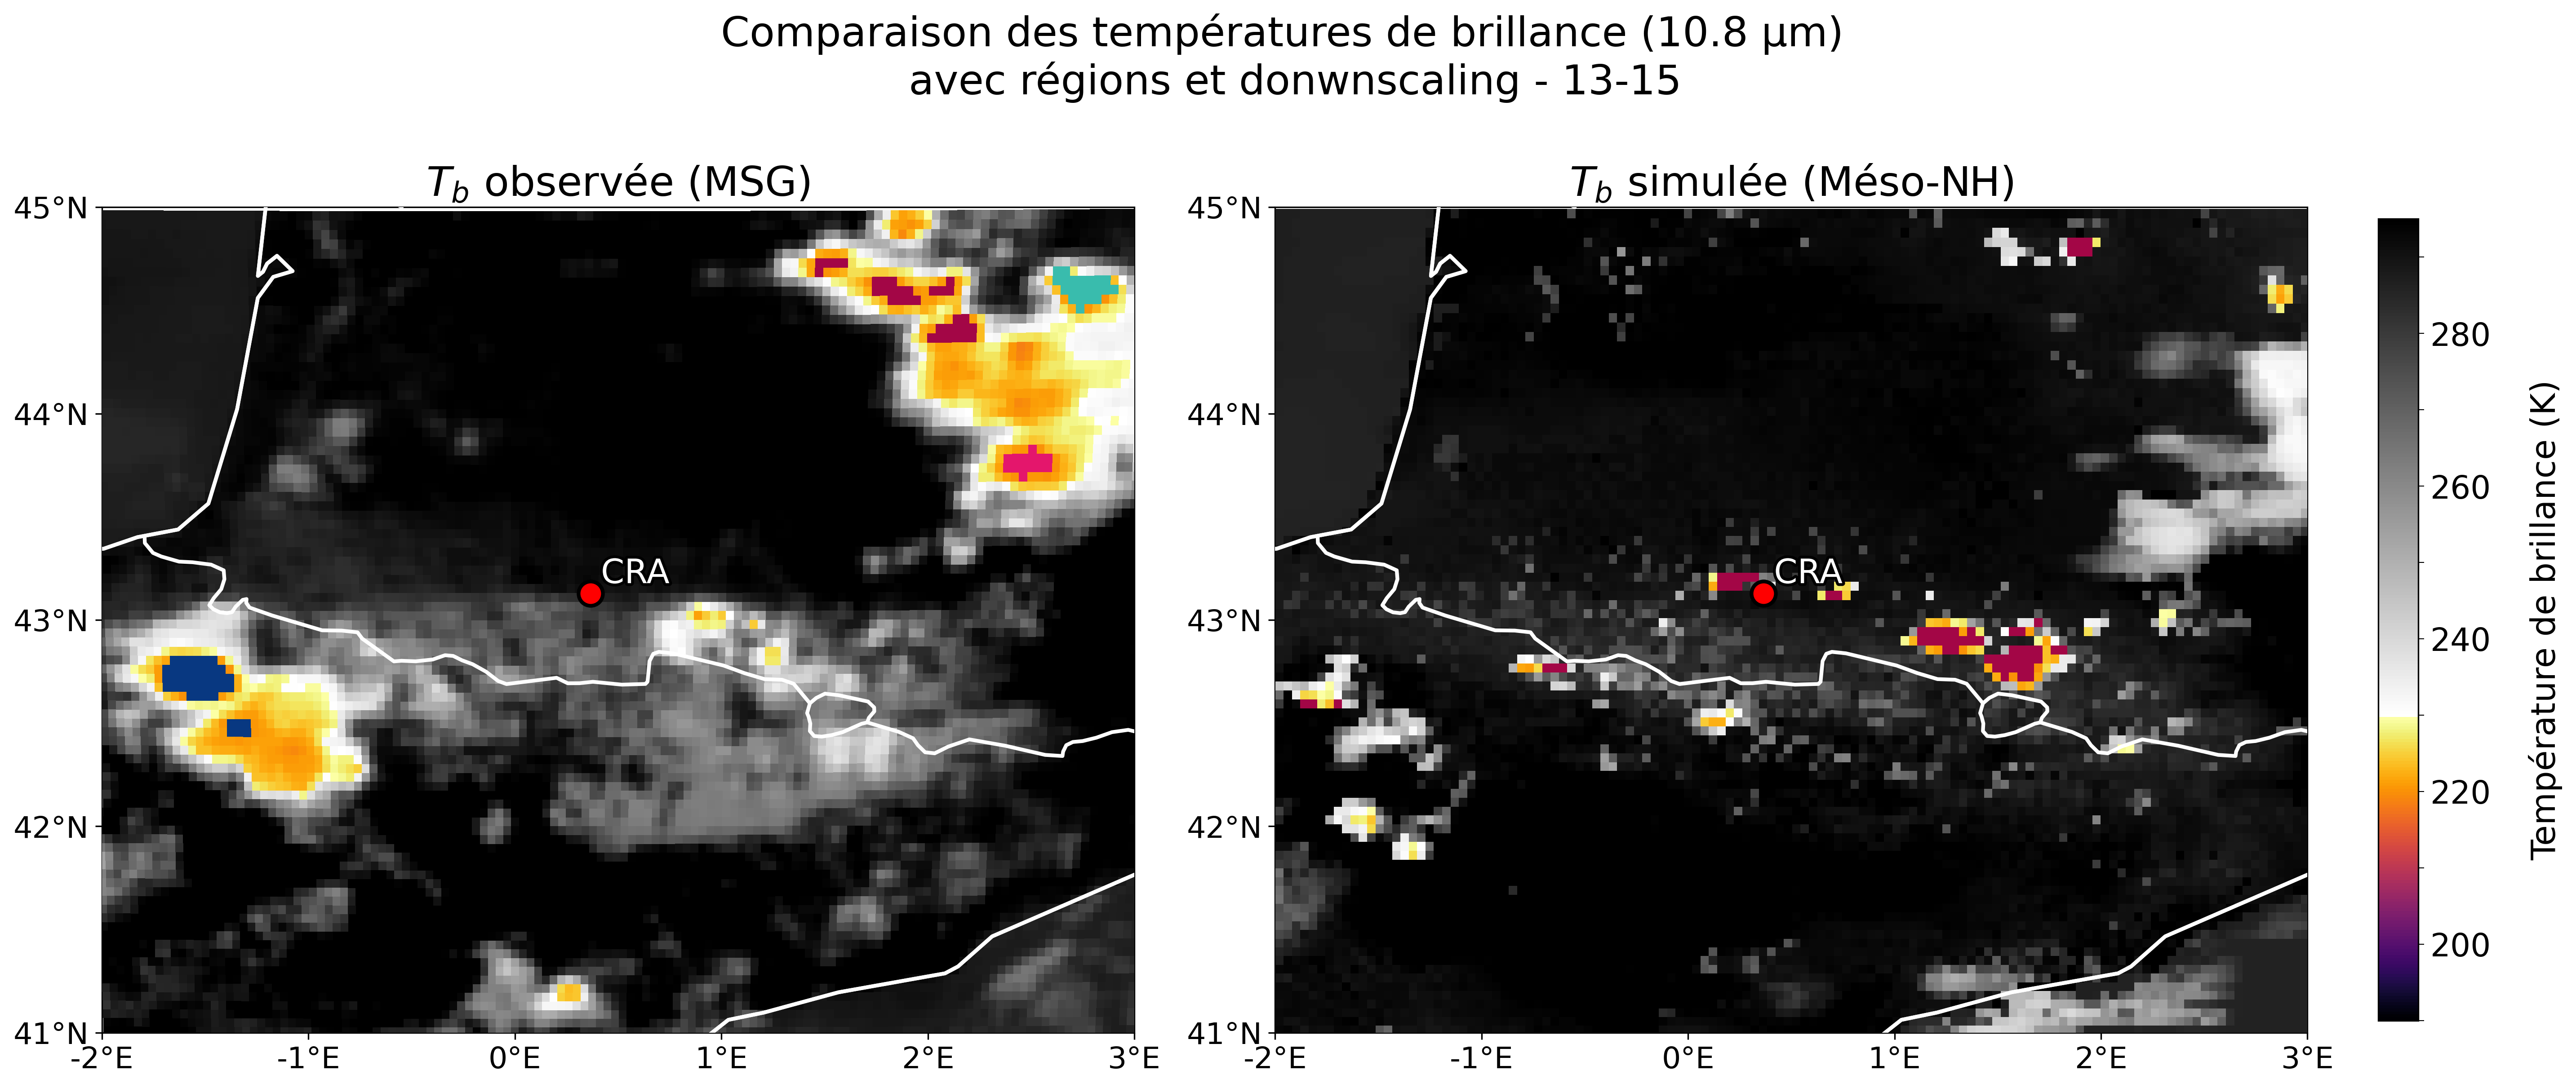 Comparaison des températures de brillance (10.8 µm)
avec régions et donwnscaling - 13-15
T_b observée (MSG)
T_b simulée (Méso-NH)
45°N
44°N
43°N
42°N
41°N
-2°E
-1°E
0°E
1°E
2°E
3°E
CRA
45°N
44°N
43°N
42°N
41°N
-2°E
-1°E
0°E
1°E
2°E
3°E
CRA
280
260
240
220
200
Température de brillance (K)